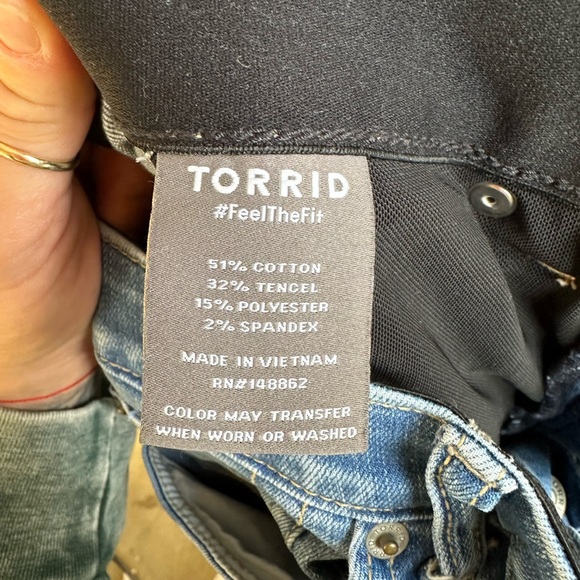 TORRID
#FeelTheFit
51% COTTON
32% TENCEL
15% POLYESTER
2% SPANDEX
MADE IN VIETNAM
RN#148862
COLOR MAY TRANSFER
WHEN WORN OR WASHED